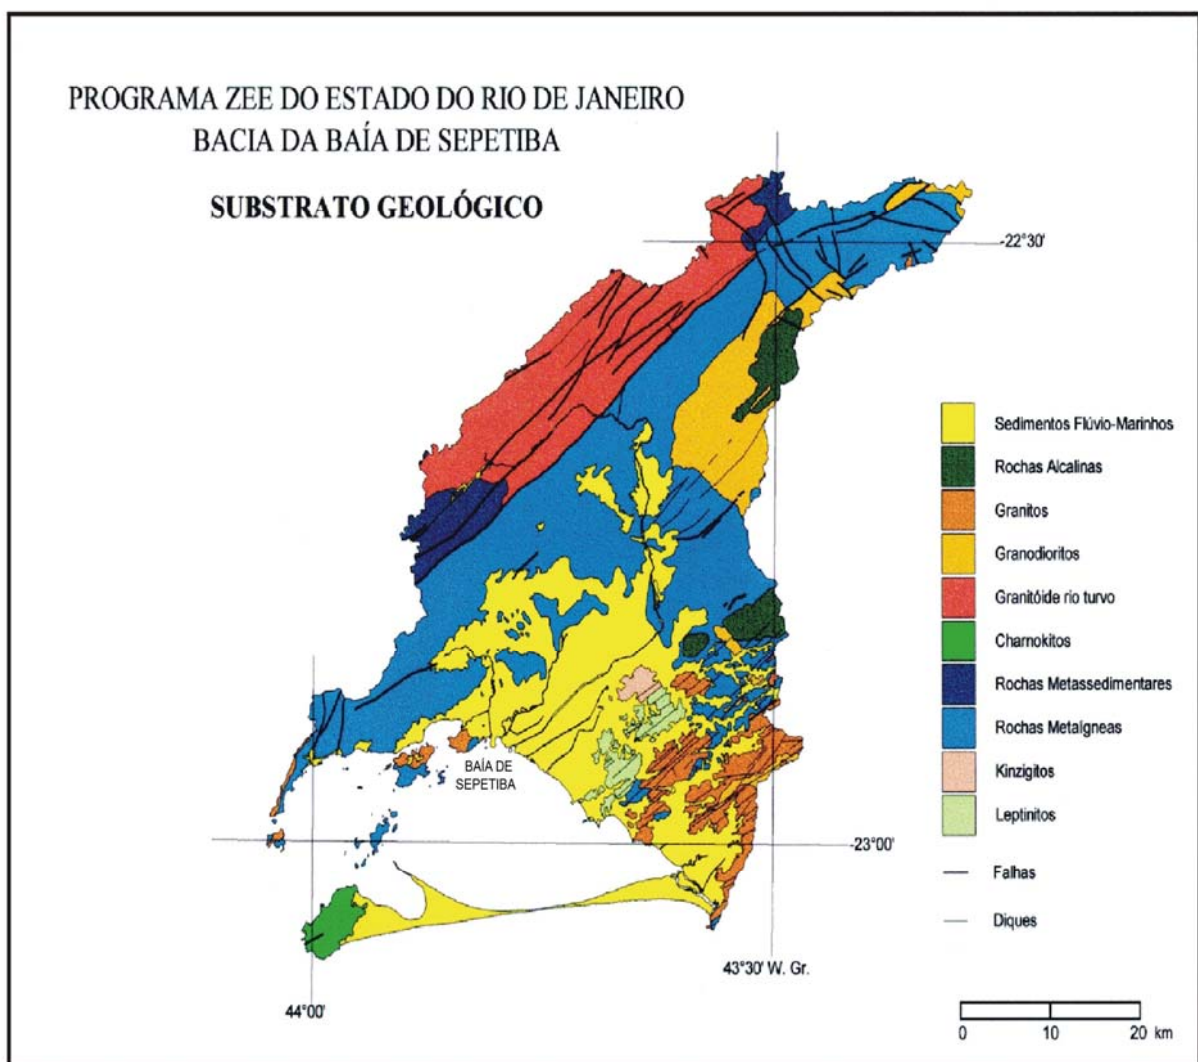 PROGRAMA ZEE DO ESTADO DO RIO DE JANEIRO
BACIA DA BAÍA DE SEPETIBA
SUBSTRATO GEOLÓGICO
-22°30'
Sedimentos Flúvio-Marinhos
Rochas Alcalinas
Granitos
Granodioritos
Granitóide rio turvo
Charnokitos
Rochas Metassedimentares
Rochas Metaígneas
Kinzigitos
Leptinitos
Falhas
Diques
BAÍA DE
SEPETIBA
-23°00'
43°30' W. Gr.
44°00'
0 10 20 km